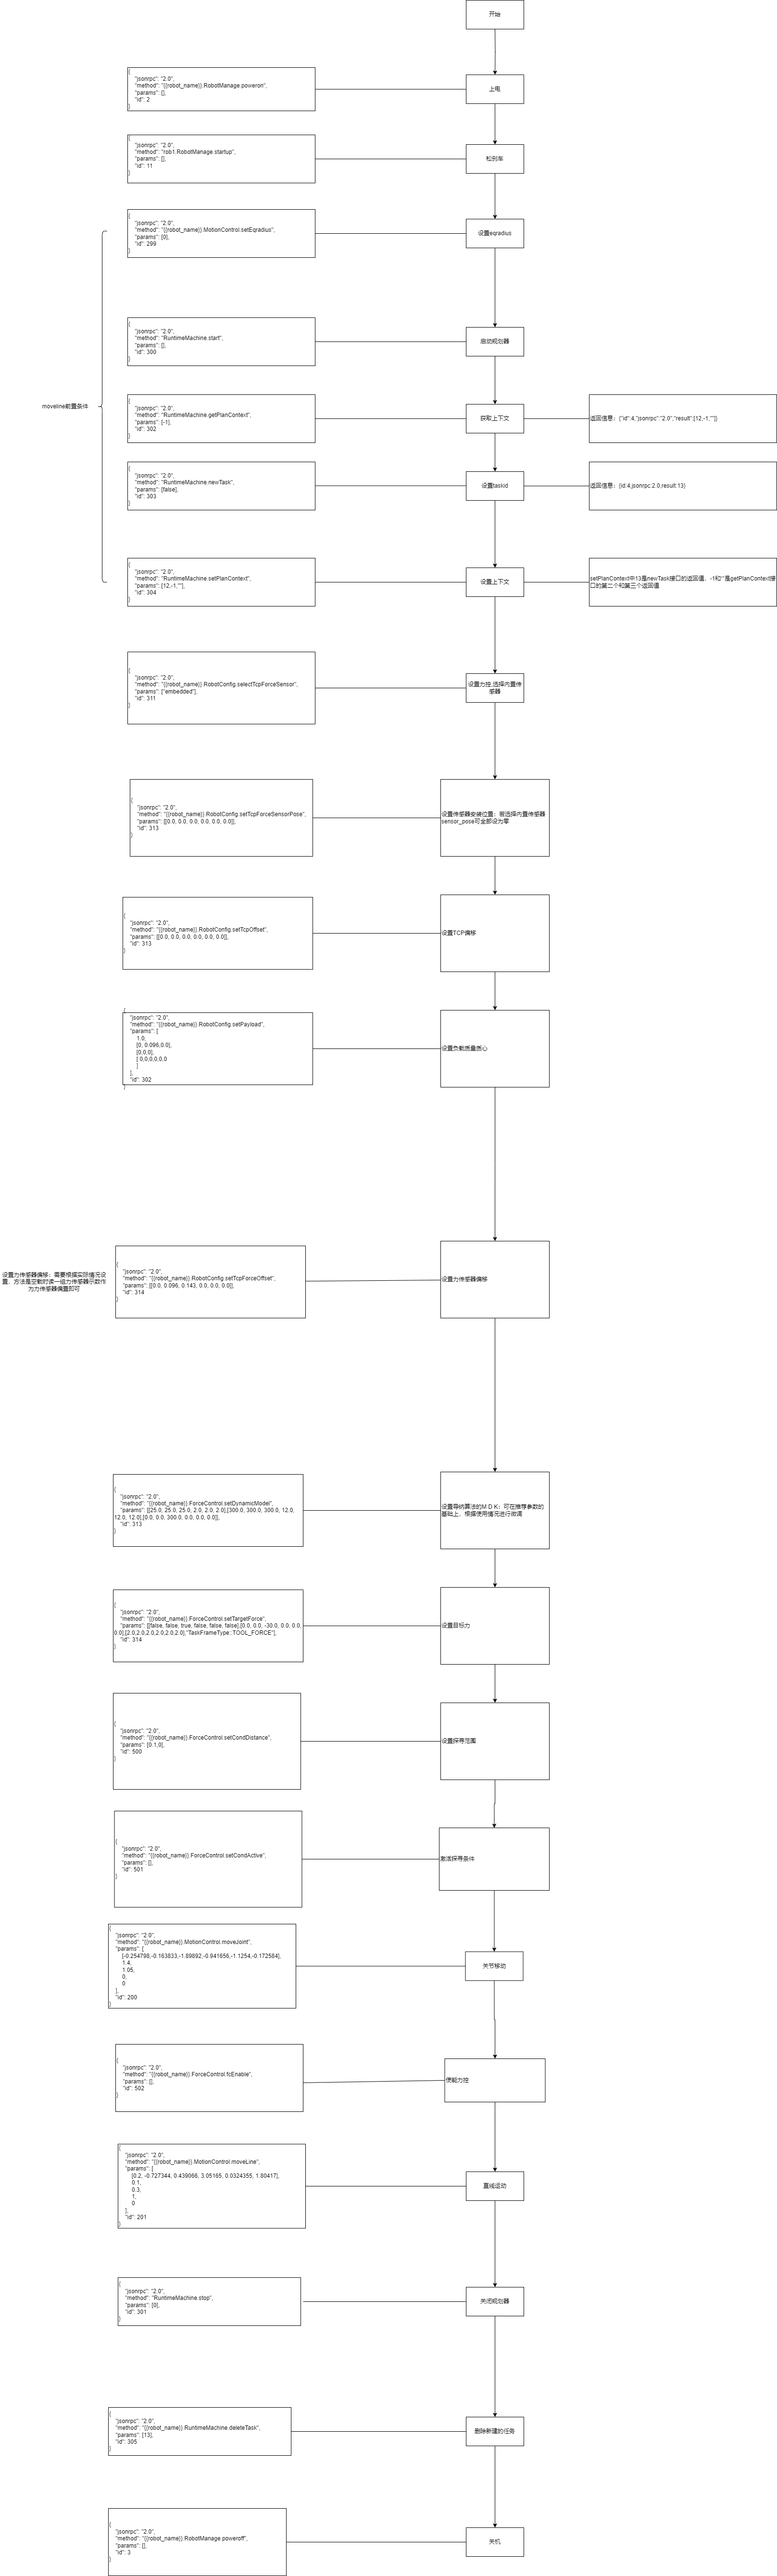 开始
{
"jsonrpc": "2.0",
"method": "{{robot_name}}.RobotManage.poweron",
"params": [],
"id": 2
}
上电
{
"jsonrpc": "2.0",
"method": "rob1.RobotManage.startup",
"params": [],
"id": 11
}
松刹车
{
"jsonrpc": "2.0",
"method": "{{robot_name}}.MotionControl.setEqradius",
"params": [0],
"id": 299
}
设置eqradius
{
"jsonrpc": "2.0",
"method": "RuntimeMachine.start",
"params": [],
"id": 300
}
启动规划器
moveline前置条件
{
"jsonrpc": "2.0",
"method": "RuntimeMachine.getPlanContext",
"params": [-1],
"id": 302
}
获取上下文
返回信息：{"id":4,"jsonrpc":"2.0","result":[12,-1,""]}
{
"jsonrpc": "2.0",
"method": "RuntimeMachine.newTask",
"params": [false],
"id": 303
}
设置taskid
返回信息：{id:4,jsonrpc:2.0,result:13}
{
"jsonrpc": "2.0",
"method": "RuntimeMachine.setPlanContext",
"params": [12,-1,""],
"id": 304
}
设置上下文
setPlanContext中13是newTask接口的返回值，-1和""是getPlanContext接
口的第二个和第三个返回值
{
"jsonrpc": "2.0",
"method": "{{robot_name}}.RobotConfig.selectTcpForceSensor",
"params": ["embedded"],
"id": 311
}
设置力控,选择内置传
感器
{
"jsonrpc": "2.0",
"method": "{{robot_name}}.RobotConfig.setTcpForceSensorPose",
"params": [[0.0, 0.0, 0.0, 0.0, 0.0, 0.0]],
"id": 313
}
设置传感器安装位置：若选择内置传感器
sensor_pose可全部设为零
{
"jsonrpc": "2.0",
"method": "{{robot_name}}.RobotConfig.setTcpOffset",
"params": [[0.0, 0.0, 0.0, 0.0, 0.0, 0.0]],
"id": 313
}
设置TCP偏移
{
"jsonrpc": "2.0",
"method": "{{robot_name}}.RobotConfig.setPayload",
"params": [
1.0,
[0, 0.096,0.0],
[0,0,0],
[ 0,0,0,0,0,0
]
],
"id": 302
}
设置负载质量质心
设置力传感器偏移：需要根据实际情况设
置，方法是空载时读一组力传感器示数作
为力传感器偏置即可
{
"jsonrpc": "2.0",
"method": "{{robot_name}}.RobotConfig.setTcpForceOffset",
"params": [[0.0, 0.096, 0.143, 0.0, 0.0, 0.0]],
"id": 314
}
设置力传感器偏移
{
"jsonrpc": "2.0",
"method": "{{robot_name}}.ForceControl.setDynamicModel",
"params": [[25.0, 25.0, 25.0, 2.0, 2.0, 2.0],[300.0, 300.0, 300.0, 12.0,
12.0, 12.0],[0.0, 0.0, 300.0, 0.0, 0.0, 0.0]],
"id": 313
}
设置导纳算法的M D K：可在推荐参数的
基础上，根据使用情况进行微调
{
"jsonrpc": "2.0",
"method": "{{robot_name}}.ForceControl.setTargetForce",
"params": [[false, false, true, false, false, false],[0.0, 0.0, -30.0, 0.0, 0.0,
0.0],[2.0,2.0,2.0,2.0,2.0,2.0],"TaskFrameType::TOOL_FORCE"],
"id": 314
}
设置目标力
{
"jsonrpc": "2.0",
"method": "{{robot_name}}.ForceControl.setCondDistance",
"params": [0.1,0],
"id": 500
}
设置探寻范围
{
"jsonrpc": "2.0",
"method": "{{robot_name}}.ForceControl.setCondActive",
"params": [],
"id": 501
}
激活探寻条件
{
"jsonrpc": "2.0",
"method": "{{robot_name}}.MotionControl.moveJoint",
"params": [
[-0.254798,-0.163833,-1.89892,-0.941656,-1.1254,-0.172584],
1.4,
1.05,
0,
0
],
"id": 200
}
关节移动
{
"jsonrpc": "2.0",
"method": "{{robot_name}}.ForceControl.fcEnable",
"params": [],
"id": 502
}
使能力控
{
"jsonrpc": "2.0",
"method": "{{robot_name}}.MotionControl.moveLine",
"params": [
[0.2, -0.727344, 0.439066, 3.05165, 0.0324355, 1.80417],
0.1,
0.3,
1,
0
],
"id": 201
}
直线运动
{
"jsonrpc": "2.0",
"method": "RuntimeMachine.stop",
"params": [0],
"id": 301
}
关闭规划器
{
"jsonrpc": "2.0",
"method": "{{robot_name}}.RuntimeMachine.deleteTask",
"params": [13],
"id": 305
}
删除新建的任务
{
"jsonrpc": "2.0",
"method": "{{robot_name}}.RobotManage.poweroff",
"params": [],
"id": 3
}
关机